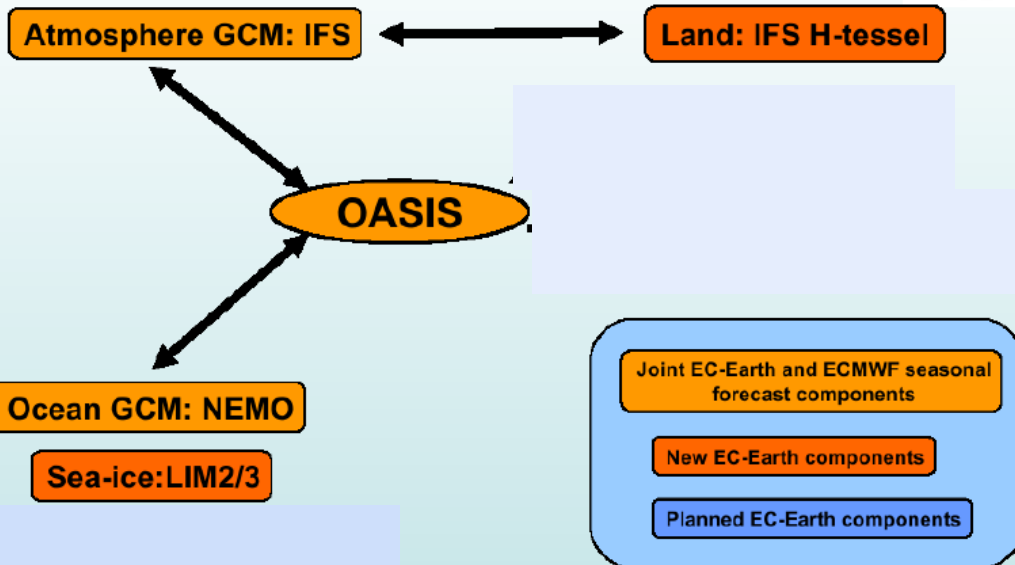 Atmosphere GCM: IFS
Land: IFS H-tessel
OASIS
Ocean GCM: NEMO
Sea-ice:LIM2/3
Joint EC-Earth and ECMWF seasonal
forecast components
New EC-Earth components
Planned EC-Earth components